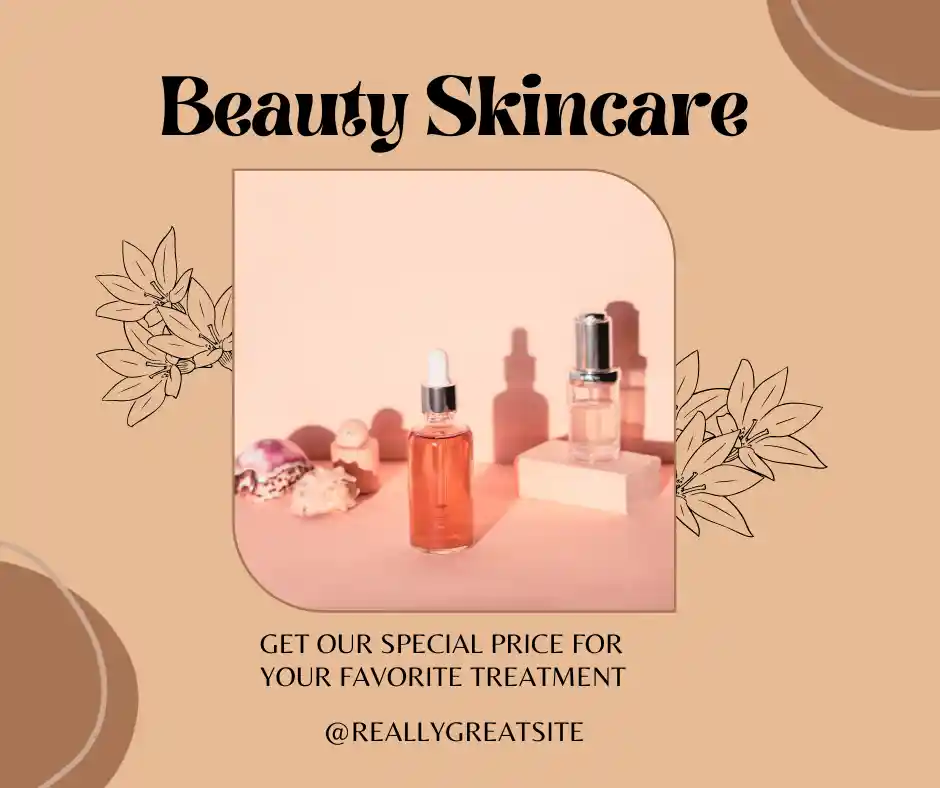 Beauty Skincare
GET OUR SPECIAL PRICE FOR
YOUR FAVORITE TREATMENT
@REALLYGREATSITE